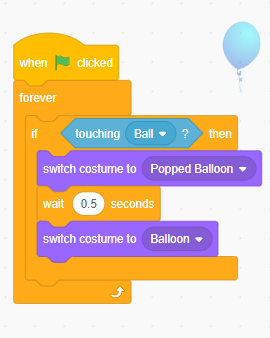 when clicked
forever
if touching Ball ? then
switch costume to Popped Balloon
wait 0.5 seconds
switch costume to Balloon